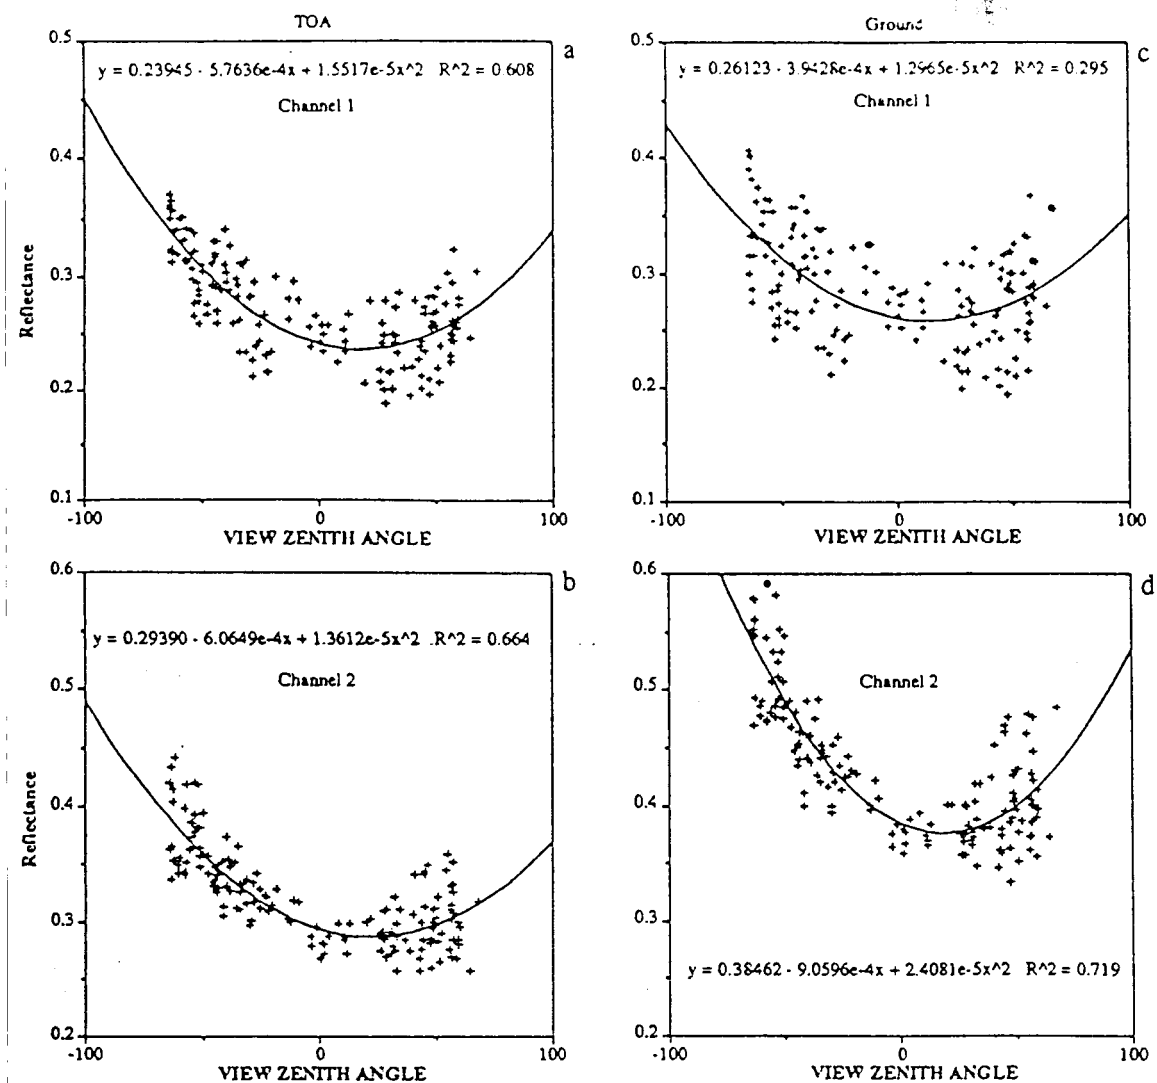 TOA
0.5
0.4
0.3
0.2
0.1
a
y = 0.23945 - 5.7636e-4x + 1.5517e-5x^2 R^2 = 0.608
Channel 1
Reflectance
-100
0
100
VIEW ZENITH ANGLE
Ground
0.5
0.4
0.3
0.2
0.1
c
y = 0.26123 - 3.9428e-4x + 1.2965e-5x^2 R^2 = 0.295
Channel 1
-100
0
100
VIEW ZENITH ANGLE
0.6
0.5
0.4
0.3
0.2
b
y = 0.29390 - 6.0649e-4x + 1.3612e-5x^2 R^2 = 0.664
Channel 2
Reflectance
-100
0
100
VIEW ZENITH ANGLE
0.6
0.5
0.4
0.3
0.2
d
Channel 2
y = 0.38462 - 9.0596e-4x + 2.4081e-5x^2 R^2 = 0.719
-100
0
100
VIEW ZENITH ANGLE